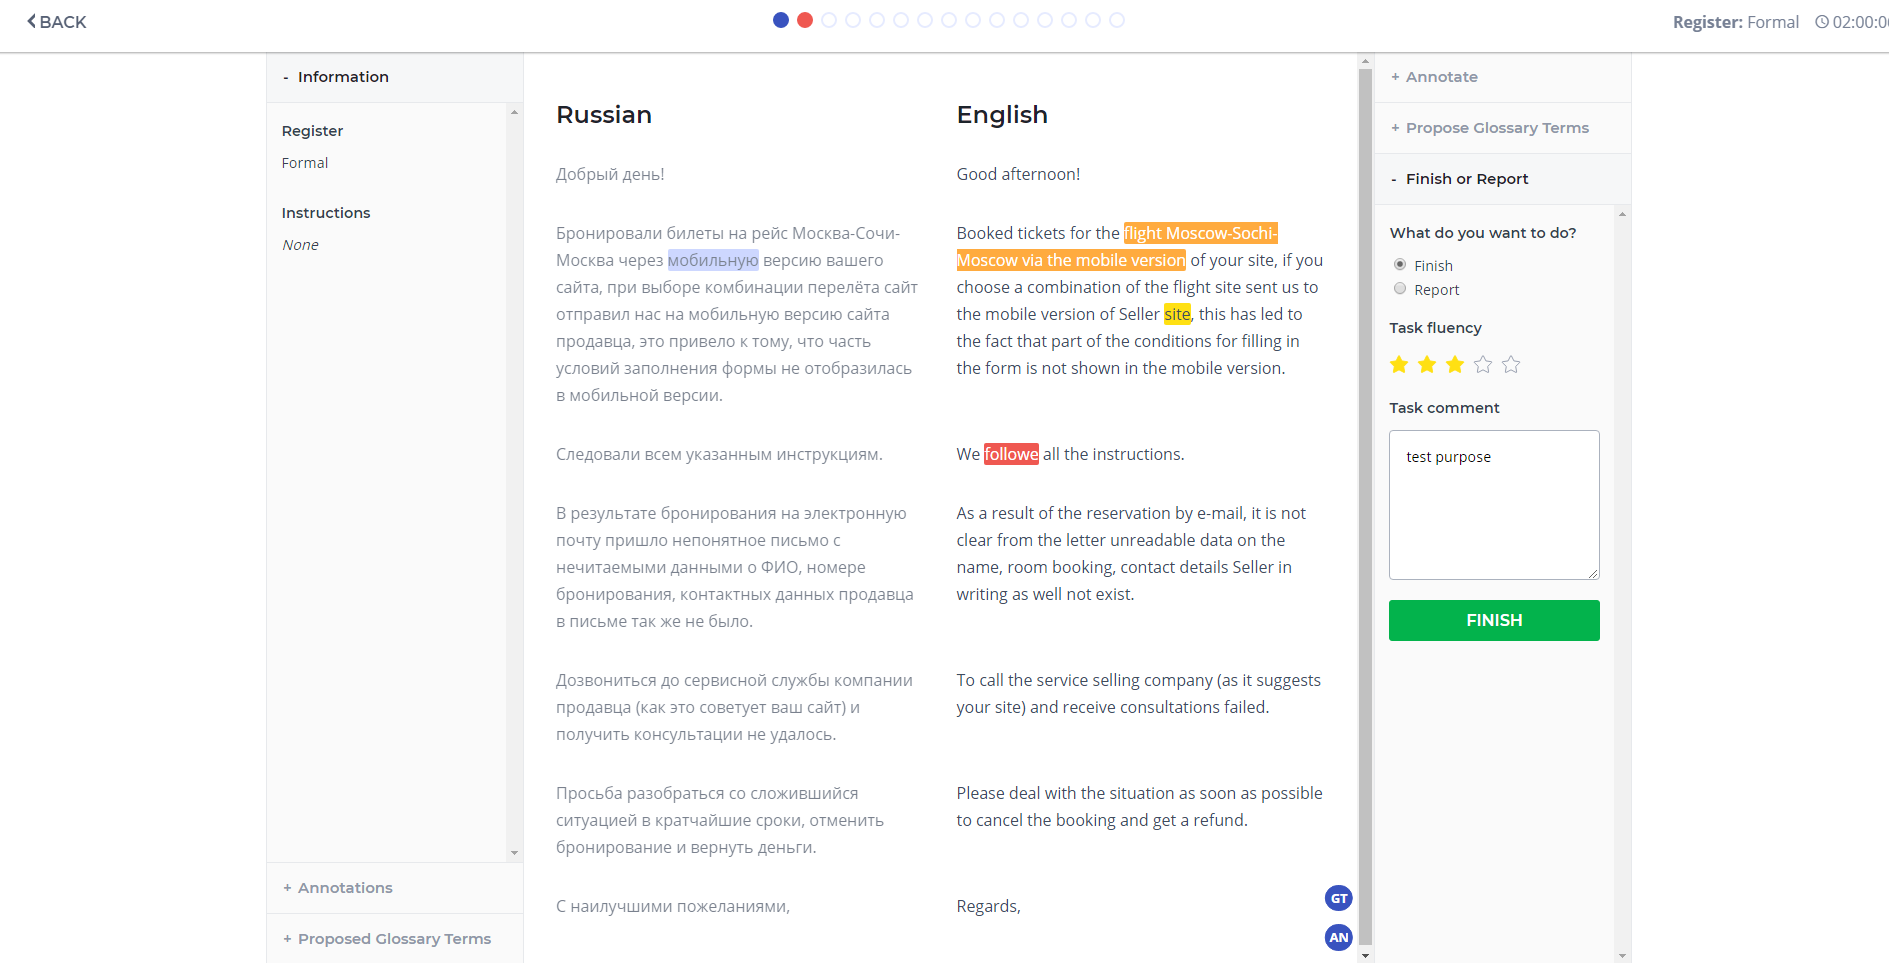 BACK
Register: Formal
02:00:0
- Information
Register
Formal
Instructions
None
+ Annotations
+ Proposed Glossary Terms
Russian
Добрый день!
Бронировали билеты на рейс Москва-Сочи-
Москва через мобильную версию вашего
сайта, при выборе комбинации перелёта сайт
отправил нас на мобильную версию сайта
продавца, это привело к тому, что часть
условий заполнения формы не отобразилась
в мобильной версии.
Следовали всем указанным инструкциям.
В результате бронирования на электронную
почту пришло непонятное письмо с
нечитаемыми данными о ФИО, номере
бронирования, контактных данных продавца
в письме так же не было.
Дозвониться до сервисной службы компании
продавца (как это советует ваш сайт) и
получить консультации не удалось.
Просьба разобраться со сложившийся
ситуацией в кратчайшие сроки, отменить
бронирование и вернуть деньги.
С наилучшими пожеланиями,
English
Good afternoon!
Booked tickets for the flight Moscow-Sochi-
Moscow via the mobile version of your site, if you
choose a combination of the flight site sent us to
the mobile version of Seller site, this has led to
the fact that part of the conditions for filling in
the form is not shown in the mobile version.
We followe all the instructions.
As a result of the reservation by e-mail, it is not
clear from the letter unreadable data on the
name, room booking, contact details Seller in
writing as well not exist.
To call the service selling company (as it suggests
your site) and receive consultations failed.
Please deal with the situation as soon as possible
to cancel the booking and get a refund.
Regards,
GT
AN
+ Annotate
+ Propose Glossary Terms
- Finish or Report
What do you want to do?
Finish
Report
Task fluency
Task comment
test purpose
FINISH